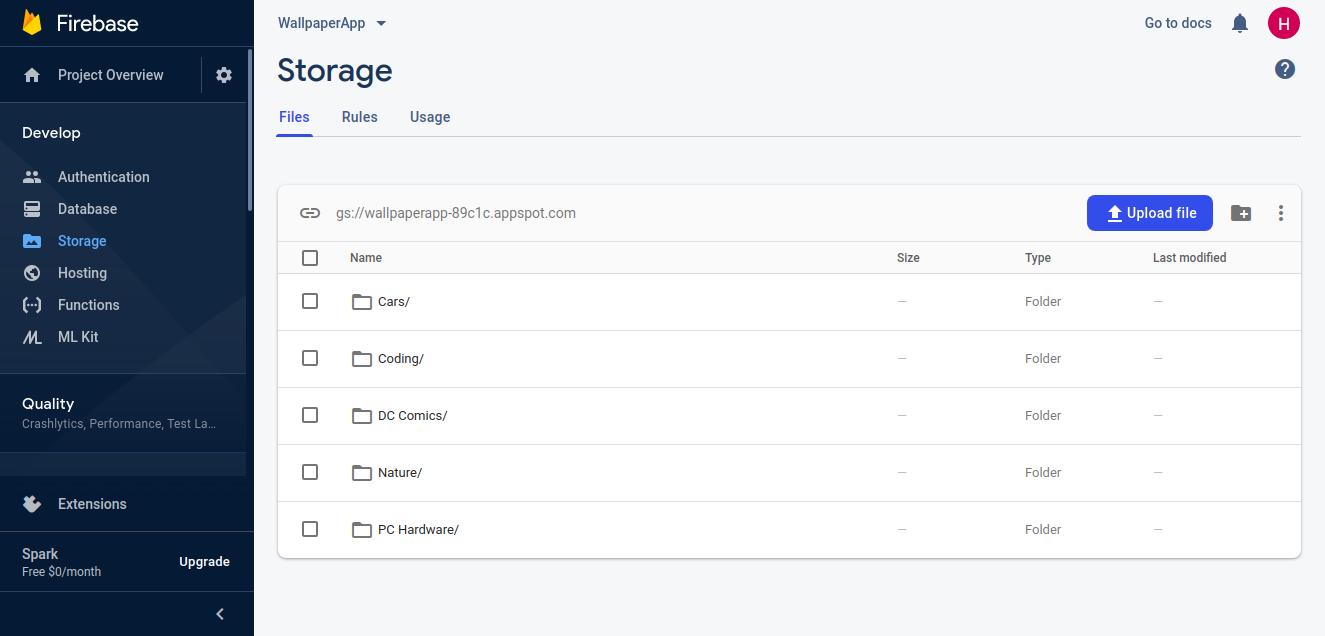 Firebase
Project Overview
Develop
Authentication
Database
Storage
Hosting
Functions
ML Kit
Quality
Crashlytics, Performance, Test La...
Extensions
Spark
Free $0/month
Upgrade
WallpaperApp
Go to docs
H
Storage
?
Files Rules Usage
gs://wallpaperapp-89c1c.appspot.com
Upload file
Name Size Type Last modified
Cars/ — Folder —
Coding/ — Folder —
DC Comics/ — Folder —
Nature/ — Folder —
PC Hardware/ — Folder —